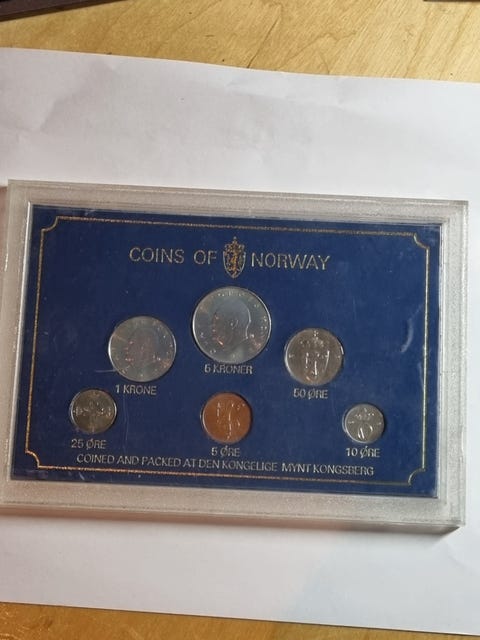 COINS OF NORWAY
1 KRONE
5 KRONER
50 ØRE
25 ØRE
5 ØRE
10 ØRE
COINED AND PACKED AT DEN KONGELIGE MYNT KONGSBERG